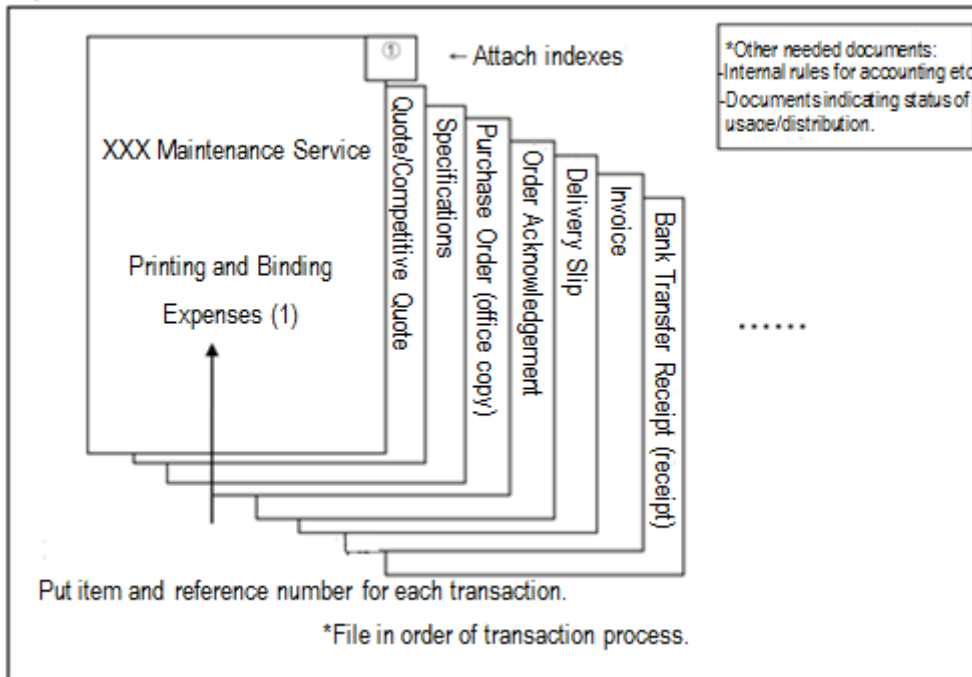 ①
← Attach indexes
*Other needed documents:
-Internal rules for accounting etc
-Documents indicating status of
usage/distribution.
XXX Maintenance Service
Printing and Binding
Expenses (1)
Quote/Competitive Quote
Specifications
Purchase Order (office copy)
Order Acknowledgement
Delivery Slip
Invoice
Bank Transfer Receipt (receipt)
......
Put item and reference number for each transaction.
*File in order of transaction process.